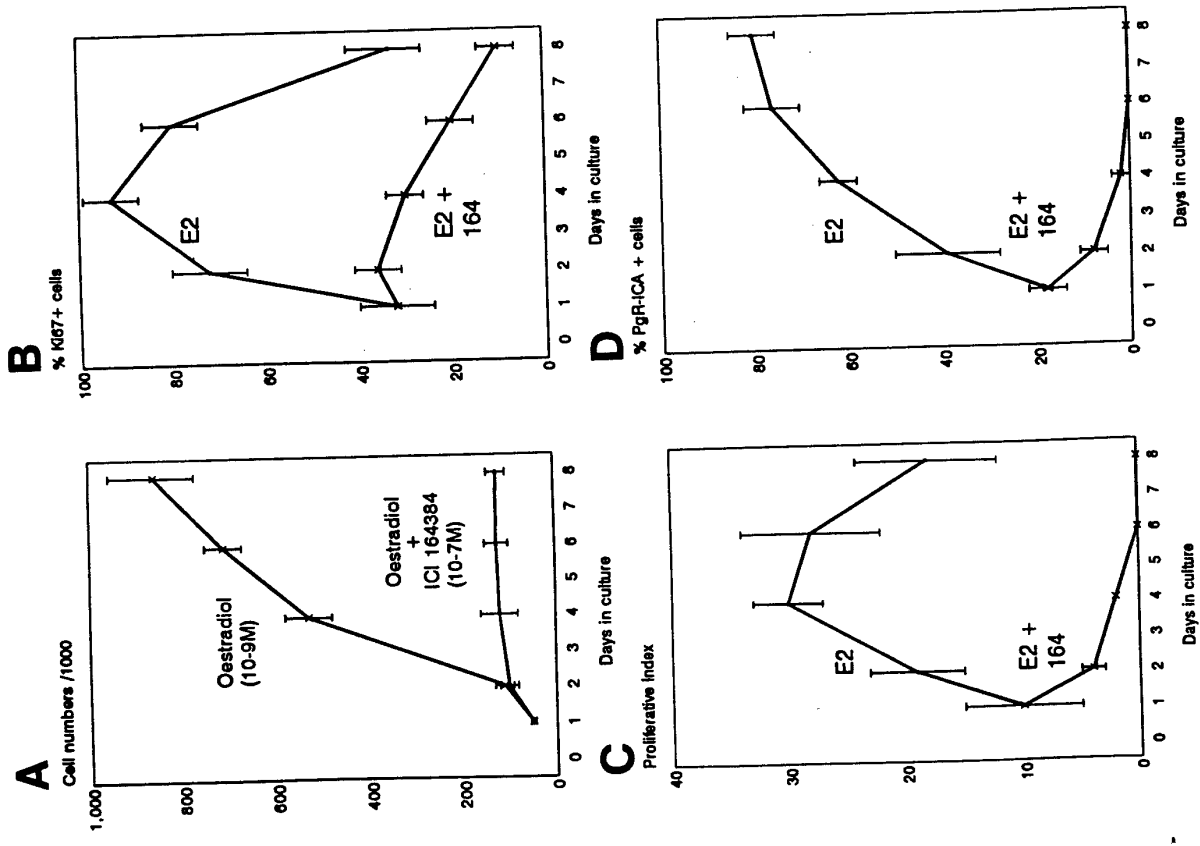 A
Cell numbers /1000
1,000
800
600
400
200
0
0 1 2 3 4 5 6 7 8
Days in culture
Oestradiol
(10-9M)
Oestradiol
+
ICI 164384
(10-7M)
B
% KI67+ cells
100
80
60
40
20
0
0 1 2 3 4 5 6 7 8
Days in culture
E2
E2 +
164
C
Proliferative Index
40
30
20
10
0
0 1 2 3 4 5 6 7 8
Days in culture
E2
E2 +
164
D
% PgR-ICA + cells
100
80
60
40
20
0
0 1 2 3 4 5 6 7 8
Days in culture
E2
E2 +
164